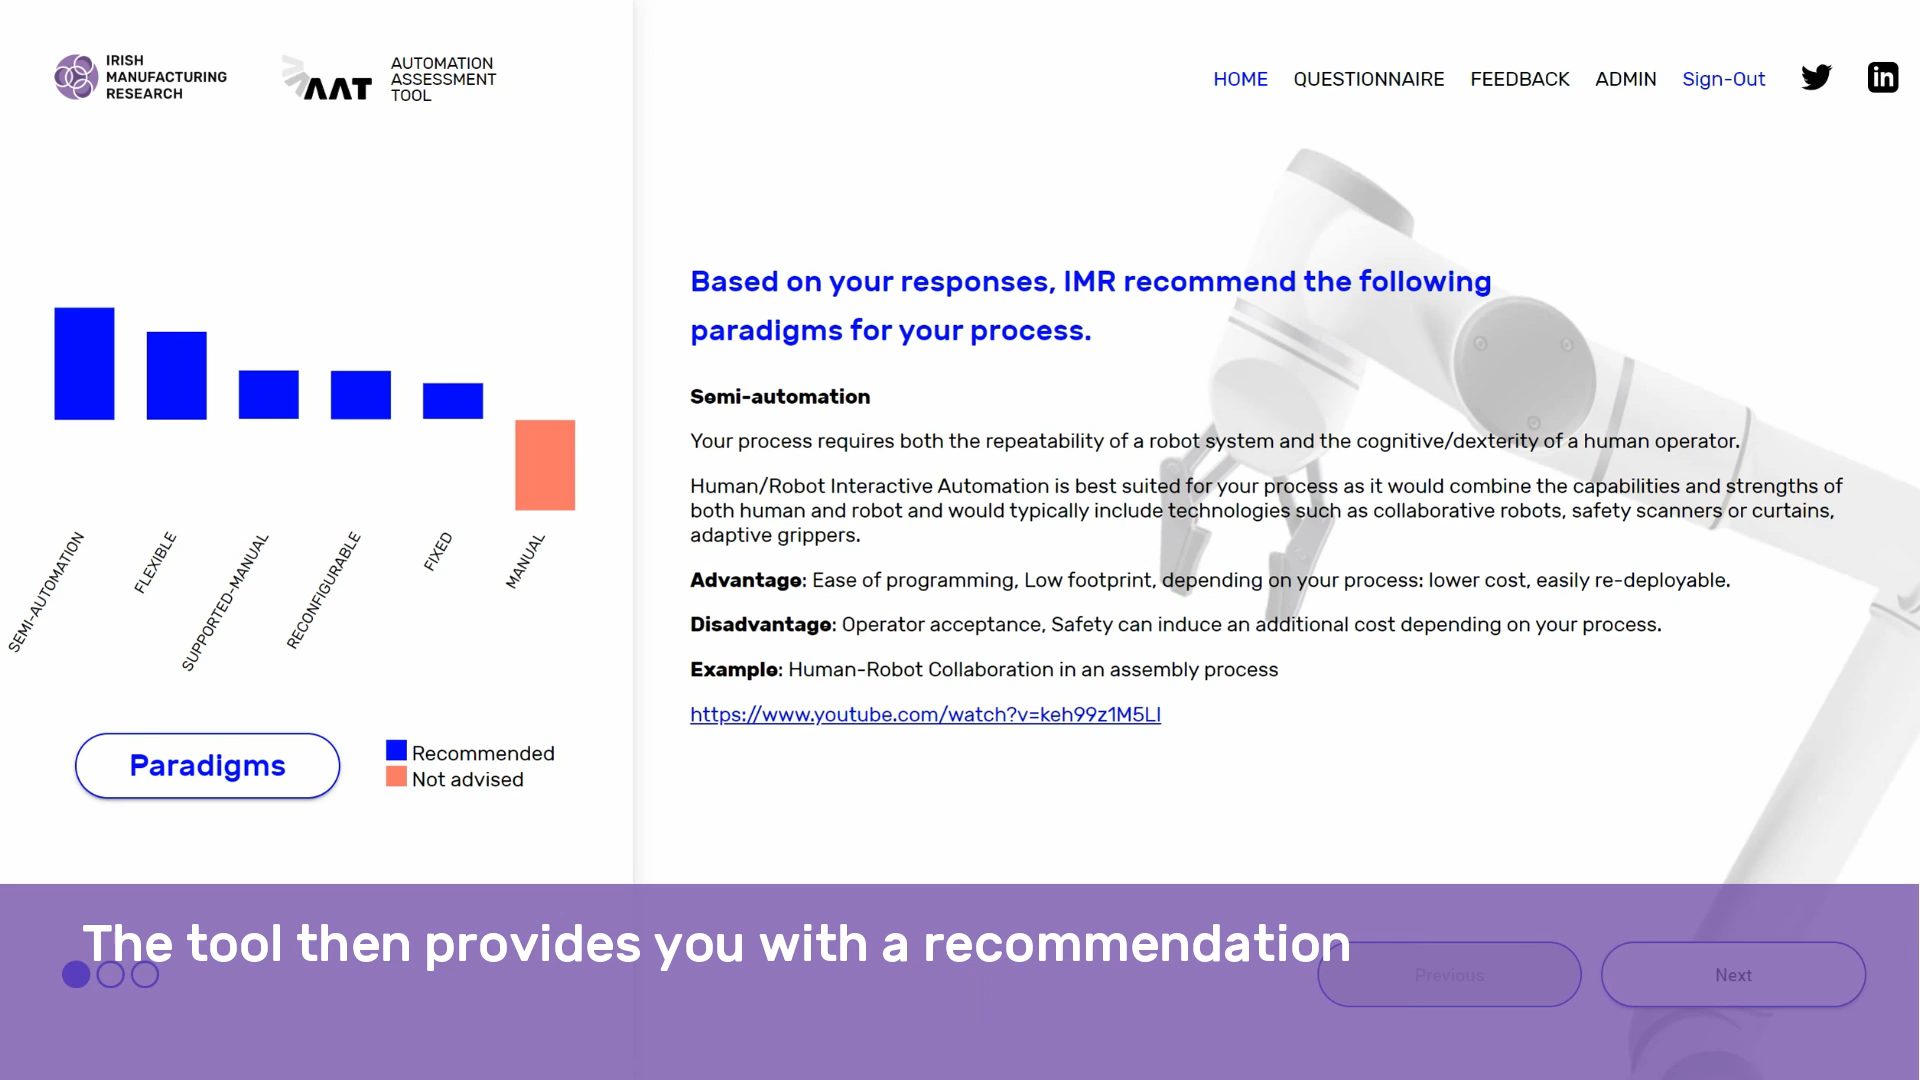 IRISH
MANUFACTURING
RESEARCH
AAT
AUTOMATION
ASSESSMENT
TOOL
HOME QUESTIONNAIRE FEEDBACK ADMIN Sign-Out
in
Based on your responses, IMR recommend the following
paradigms for your process.
Semi-automation
Your process requires both the repeatability of a robot system and the cognitive/dexterity of a human operator.
Human/Robot Interactive Automation is best suited for your process as it would combine the capabilities and strengths of
both human and robot and would typically include technologies such as collaborative robots, safety scanners or curtains,
adaptive grippers.
Advantage: Ease of programming, Low footprint, depending on your process: lower cost, easily re-deployable.
Disadvantage: Operator acceptance, Safety can induce an additional cost depending on your process.
Example: Human-Robot Collaboration in an assembly process
https://www.youtube.com/watch?v=keh99z1M5LI
SEMI-AUTOMATION
FLEXIBLE
SUPPORTED-MANUAL
RECONFIGURABLE
FIXED
MANUAL
Paradigms
Recommended
Not advised
The tool then provides you with a recommendation
Previous
Next